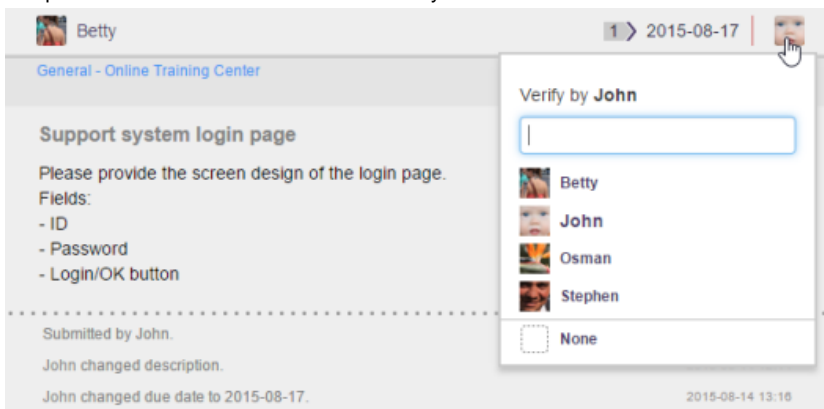 Betty
1 2015-08-17
General - Online Training Center
Verify by John
Support system login page
Please provide the screen design of the login page.
Fields:
- ID
- Password
- Login/OK button
Betty
John
Osman
Stephen
None
Submitted by John.
John changed description.
John changed due date to 2015-08-17.
2015-08-14 13:16